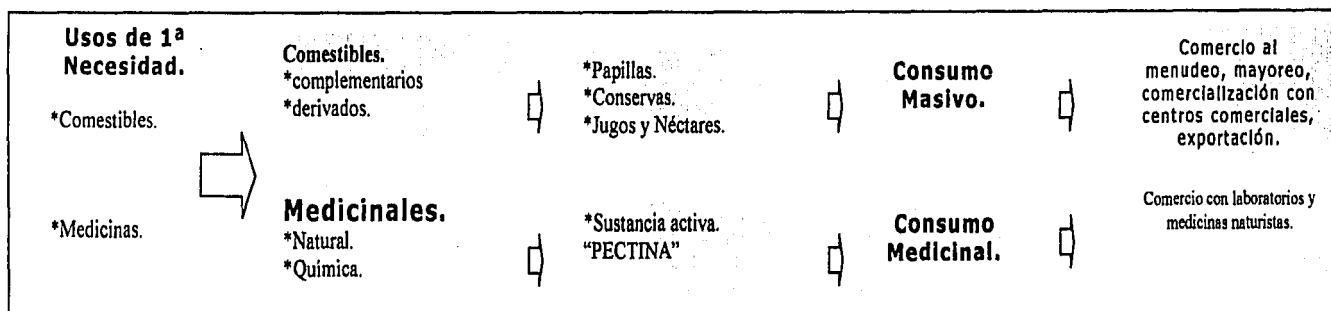 Usos de 1ª
Necesidad.
*Comestibles.
*Medicinas.
Comestibles.
*complementarios
*derivados.
*Papillas.
*Conservas.
*Jugos y Néctares.
Consumo
Masivo.
Comercio al
menudeo, mayoreo,
comercialización con
centros comerciales,
exportación.
Medicinales.
*Natural.
*Química.
*Sustancia activa.
“PECTINA”
Consumo
Medicinal.
Comercio con laboratorios y
medicinas naturistas.